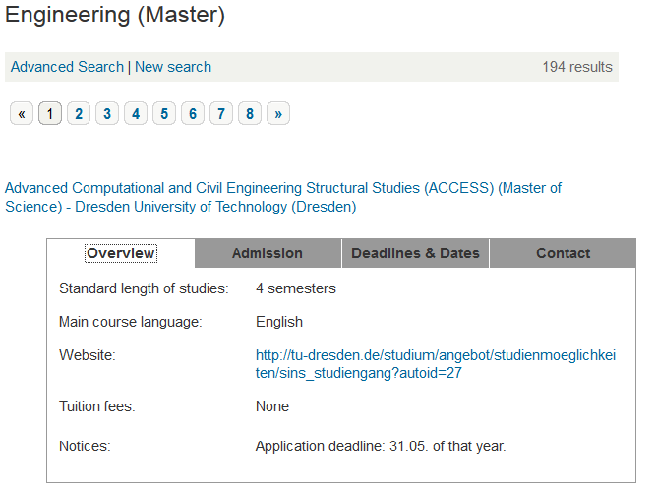 Engineering (Master)
Advanced Search | New search 194 results
« 1 2 3 4 5 6 7 8 »
Advanced Computational and Civil Engineering Structural Studies (ACCESS) (Master of
Science) - Dresden University of Technology (Dresden)
Overview Admission Deadlines & Dates Contact
Standard length of studies: 4 semesters
Main course language: English
Website: http://tu-dresden.de/studium/angebot/studienmoeglichkei
ten/sins_studiengang?autoid=27
Tuition fees: None
Notices: Application deadline: 31.05. of that year.